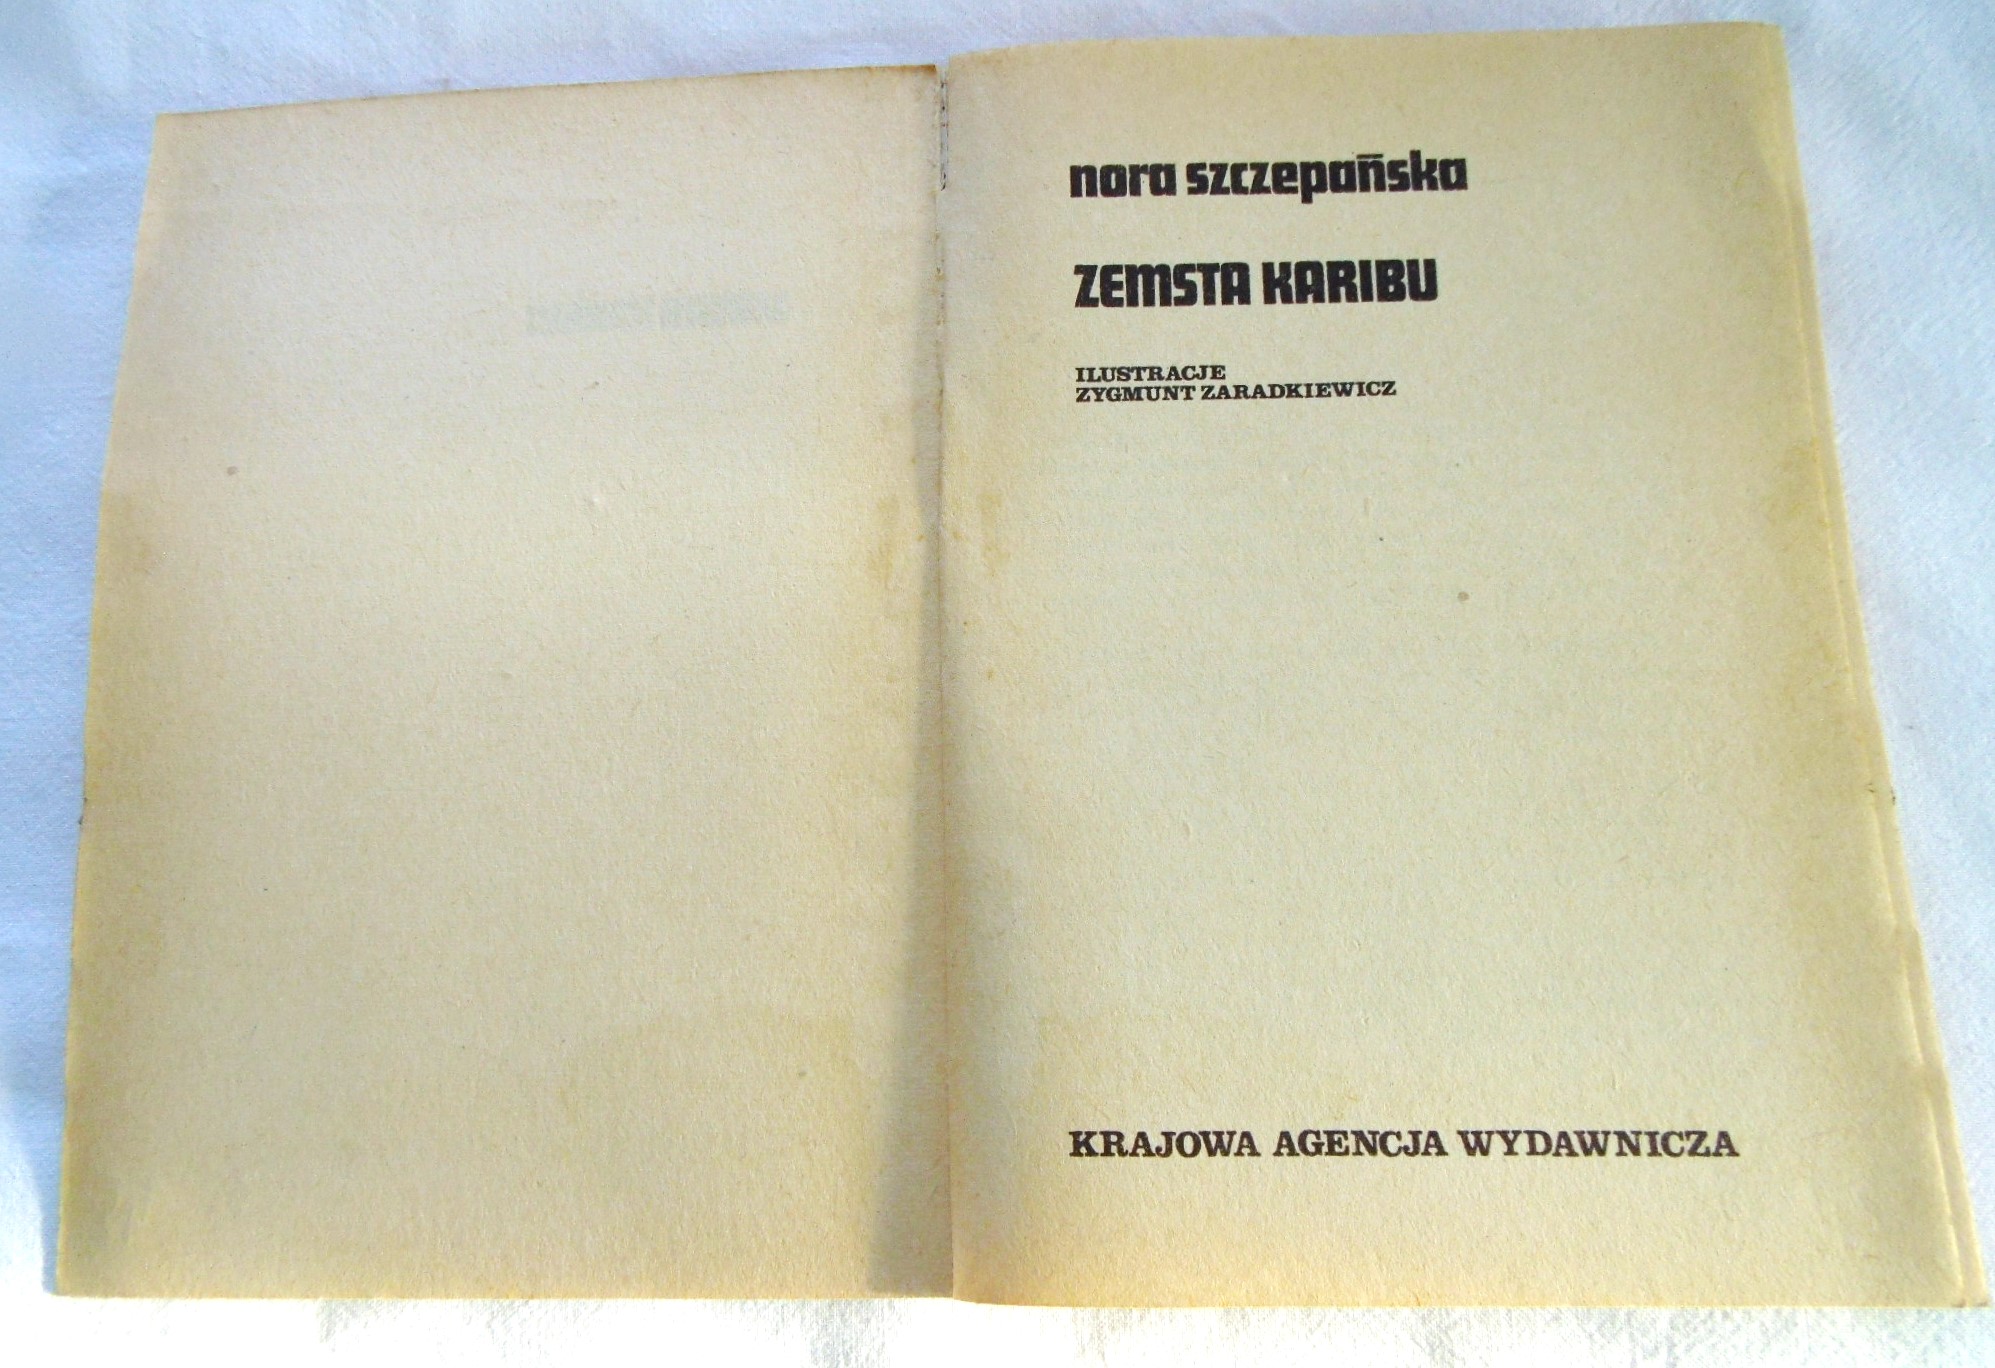 nora szczepańska
ZEMSTA KARIBU
ILUSTRACJE
ZYGMUNT ZARADKIEWICZ
KRAJOWA AGENCJA WYDAWNICZA